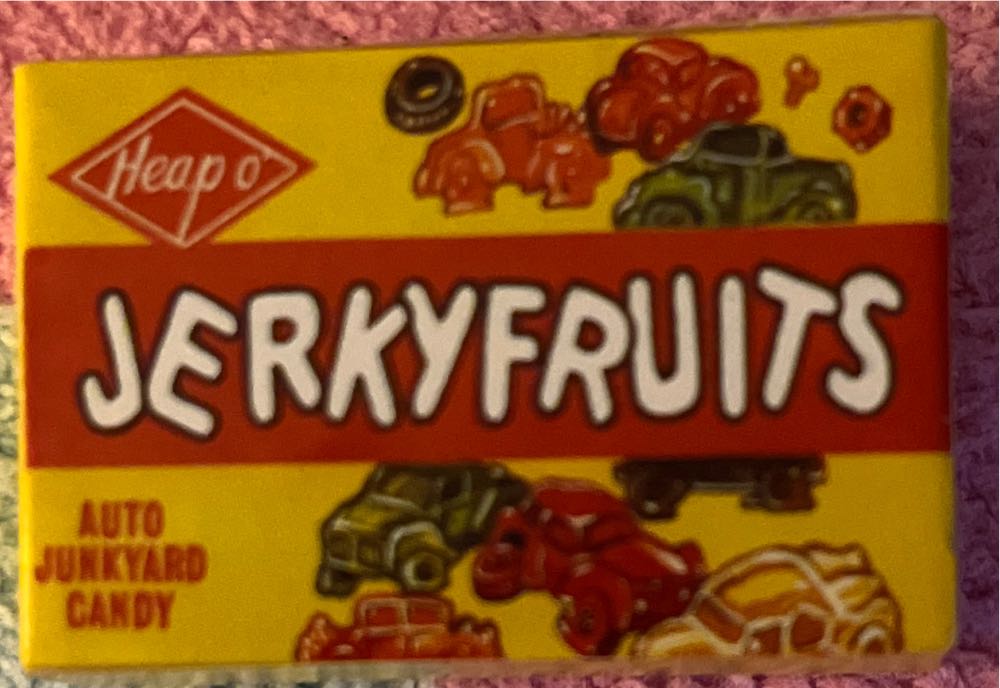 Heap o'
JERKYFRUITS
AUTO
JUNKYARD
CANDY